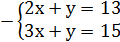 −{2x + y = 13
3x + y = 15